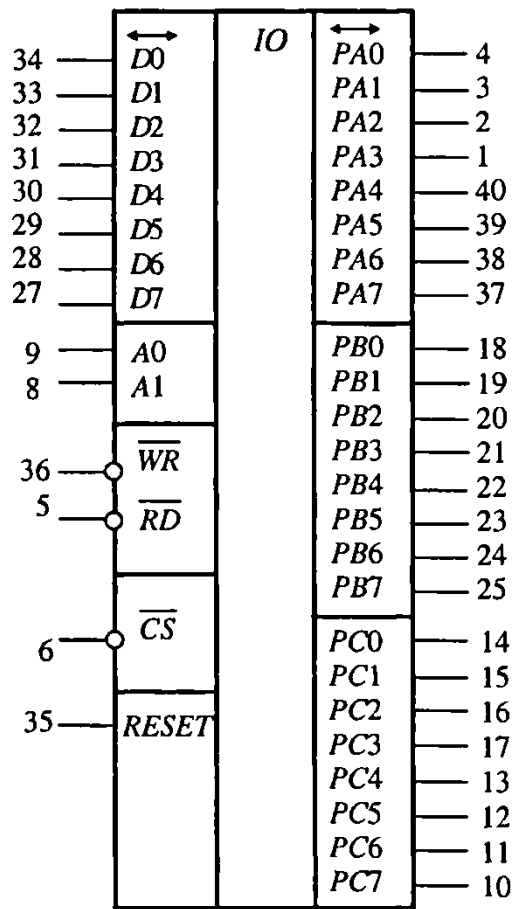 IO
34 D0 PA0 4
33 D1 PA1 3
32 D2 PA2 2
31 D3 PA3 1
30 D4 PA4 40
29 D5 PA5 39
28 D6 PA6 38
27 D7 PA7 37
9 A0 PB0 18
8 A1 PB1 19
PB2 20
36 W̅R̅ PB3 21
PB4 22
5 R̅D̅ PB5 23
PB6 24
PB7 25
6 C̅S̅ PC0 14
PC1 15
PC2 16
35 RESET PC3 17
PC4 13
PC5 12
PC6 11
PC7 10